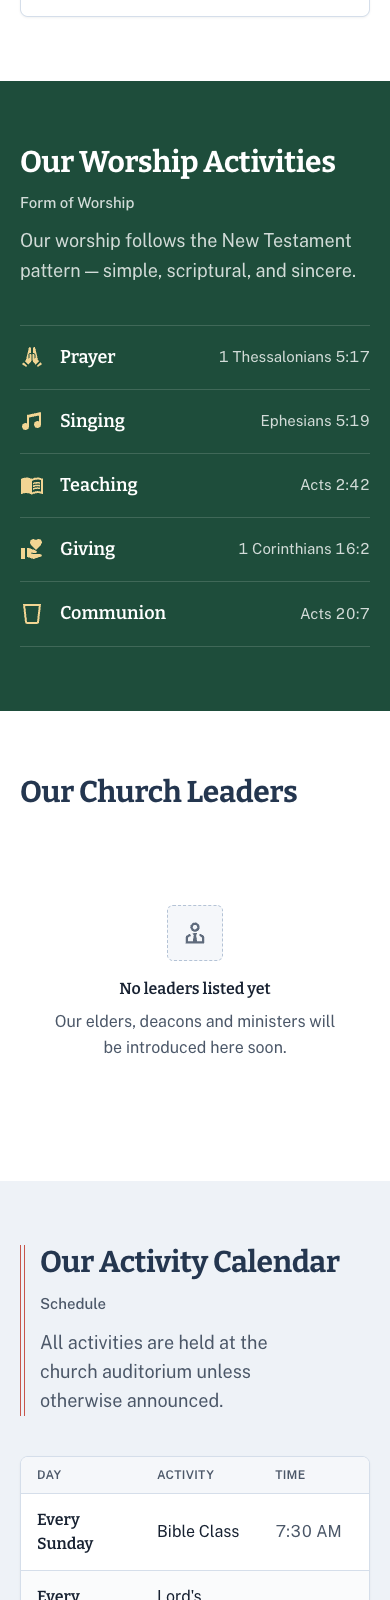 Our Worship Activities
Form of Worship
Our worship follows the New Testament
pattern — simple, scriptural, and sincere.
Prayer 1 Thessalonians 5:17
Singing Ephesians 5:19
Teaching Acts 2:42
Giving 1 Corinthians 16:2
Communion Acts 20:7
Our Church Leaders
No leaders listed yet
Our elders, deacons and ministers will
be introduced here soon.
Our Activity Calendar
Schedule
All activities are held at the
church auditorium unless
otherwise announced.
DAY ACTIVITY TIME
Every
Sunday Bible Class 7:30 AM
Every Lord's